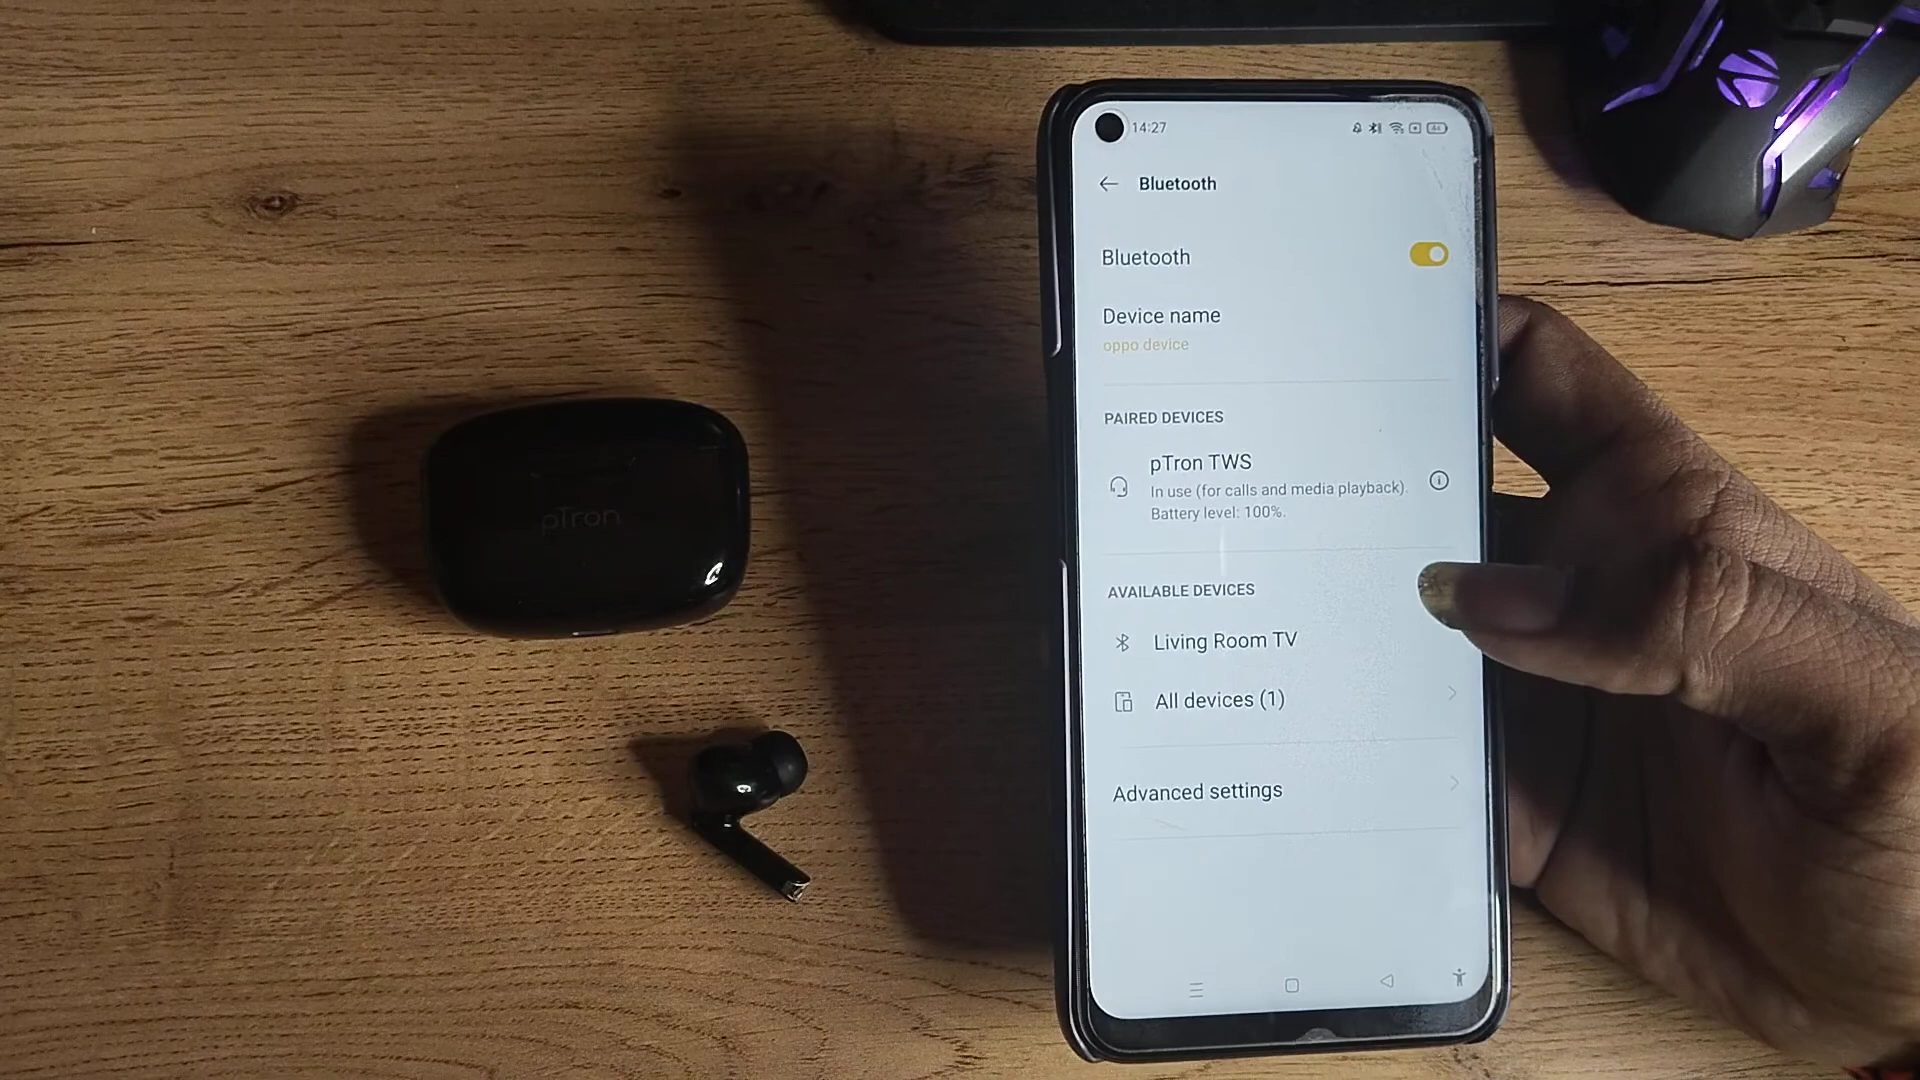 14:27
Bluetooth
Bluetooth
Device name
oppo device
PAIRED DEVICES
pTron TWS
In use (for calls and media playback).
Battery level: 100%.
AVAILABLE DEVICES
Living Room TV
All devices (1)
Advanced settings
pTron